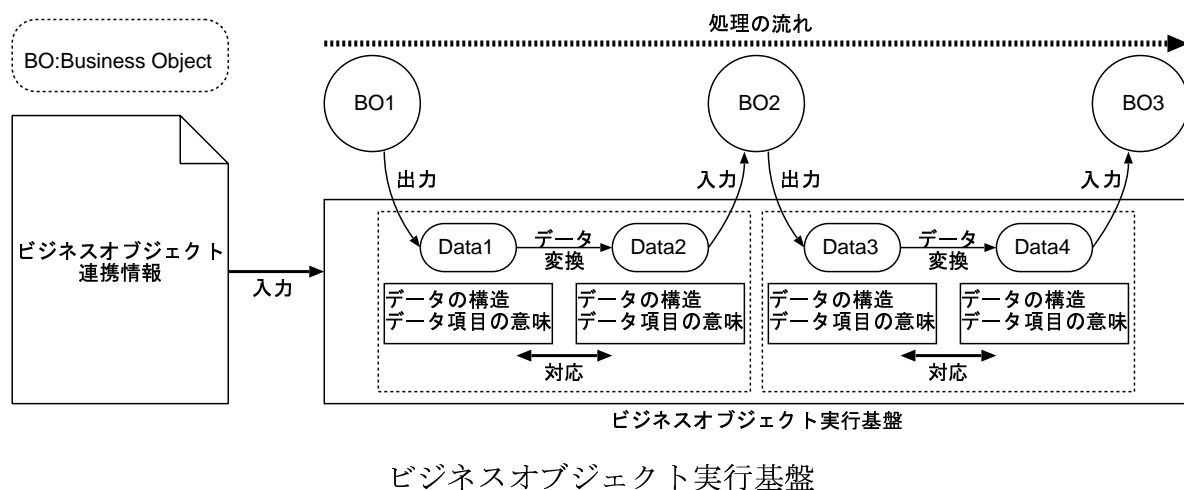 処理の流れ
BO:Business Object
BO1
BO2
BO3
出力
入力
出力
入力
ビジネスオブジェクト
連携情報
入力
Data1
データ
変換
Data2
Data3
データ
変換
Data4
データの構造
データ項目の意味
データの構造
データ項目の意味
データの構造
データ項目の意味
データの構造
データ項目の意味
対応
対応
ビジネスオブジェクト実行基盤
ビジネスオブジェクト実行基盤